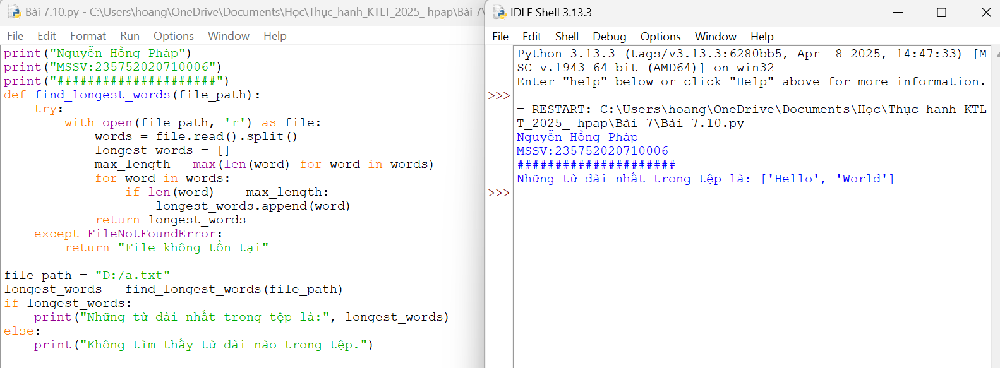 Bài 7.10.py - C:\Users\hoang\OneDrive\Documents\Học\Thục_hanh_KTLT_2025_ hpap\Bài 7\
File Edit Format Run Options Window Help
print("Nguyễn Hồng Pháp")
print("MSSV:235752020710006")
print("#####################")
def find_longest_words(file_path):
    try:
        with open(file_path, 'r') as file:
            words = file.read().split()
            longest_words = []
            max_length = max(len(word) for word in words)
            for word in words:
                if len(word) == max_length:
                    longest_words.append(word)
            return longest_words
    except FileNotFoundError:
        return "File không tồn tại"

file_path = "D:/a.txt"
longest_words = find_longest_words(file_path)
if longest_words:
    print("Những từ dài nhất trong tệp là:", longest_words)
else:
    print("Không tìm thấy từ dài nào trong tệp.")
IDLE Shell 3.13.3
File Edit Shell Debug Options Window Help
Python 3.13.3 (tags/v3.13.3:6280bb5, Apr  8 2025, 14:47:33) [M
SC v.1943 64 bit (AMD64)] on win32
Enter "help" below or click "Help" above for more information.
>>>
= RESTART: C:\Users\hoang\OneDrive\Documents\Học\Thục_hanh_KTL
T_2025_ hpap\Bài 7\Bài 7.10.py
Nguyễn Hồng Pháp
MSSV:235752020710006
#####################
Những từ dài nhất trong tệp là: ['Hello', 'World']
>>>